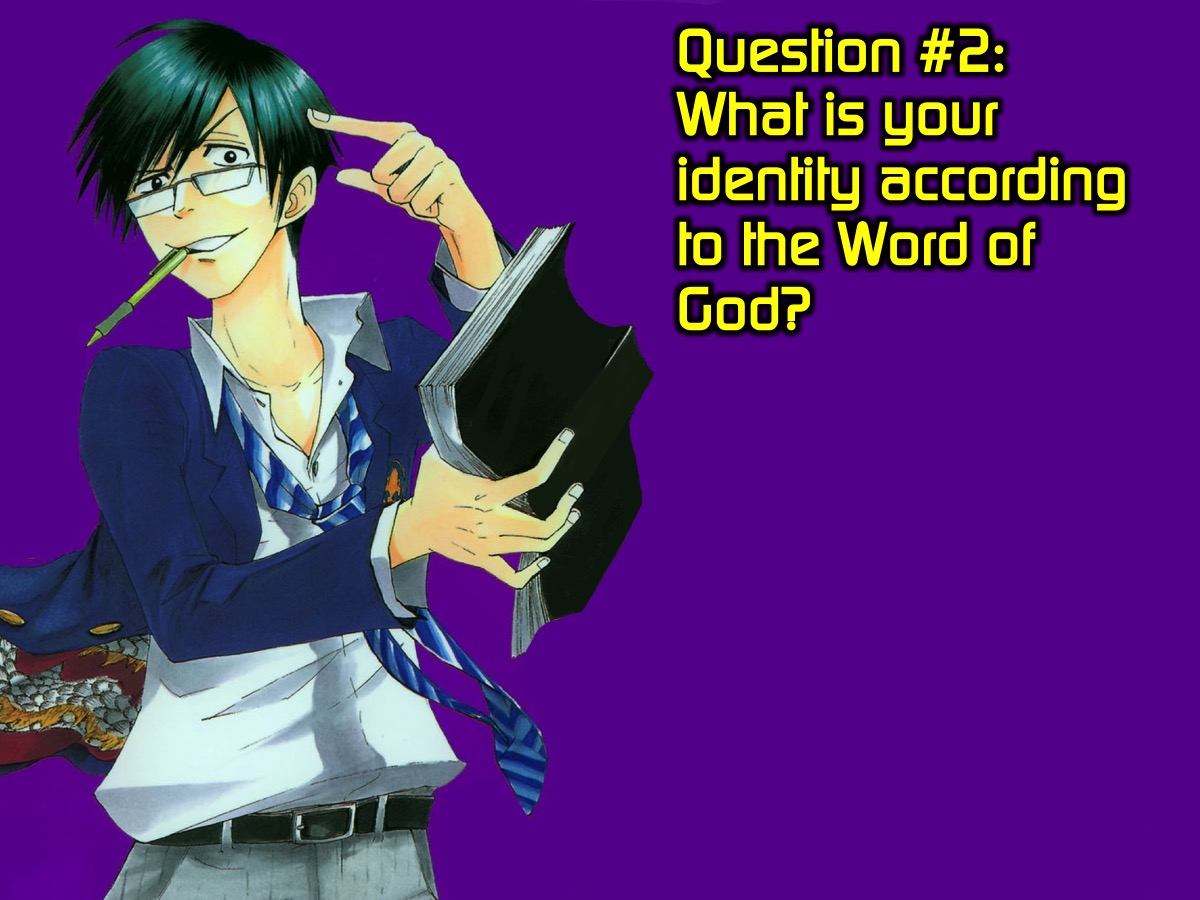 Question #2:
What is your
identity according
to the Word of
God?